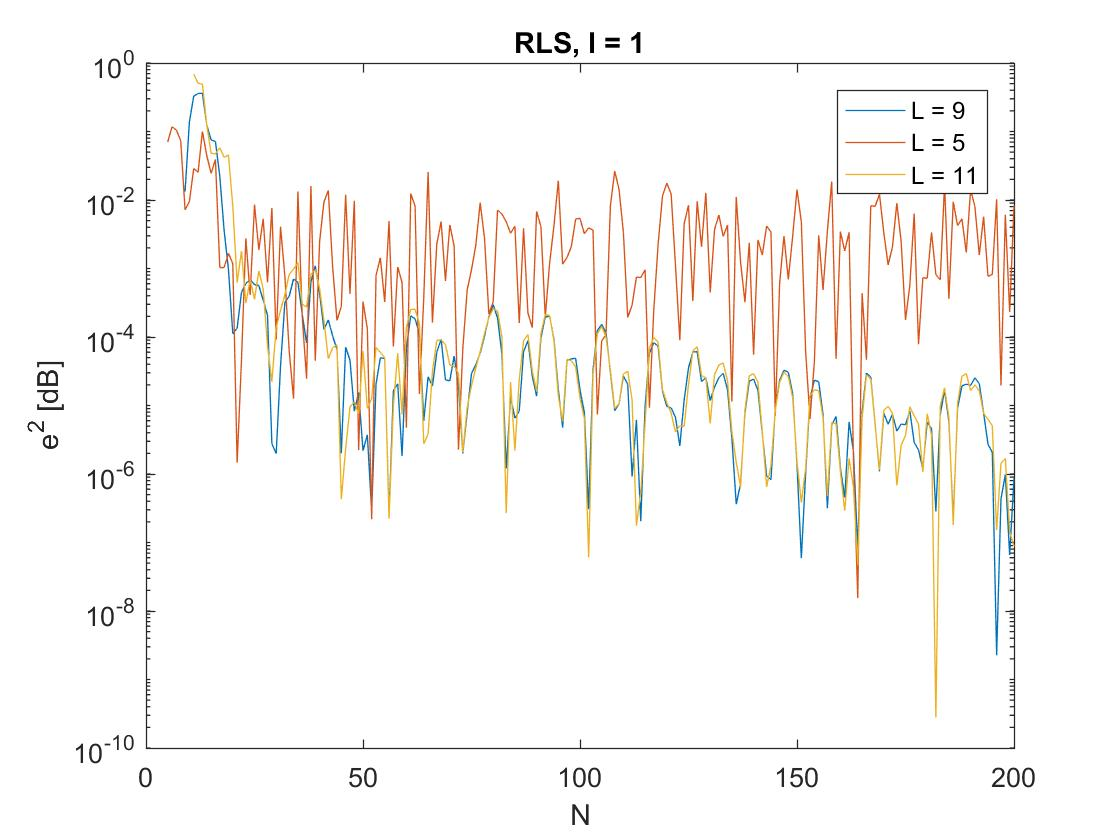 RLS, l = 1
10^0
10^-2
10^-4
10^-6
10^-8
10^-10
e^2 [dB]
L = 9
L = 5
L = 11
0 50 100 150 200
N